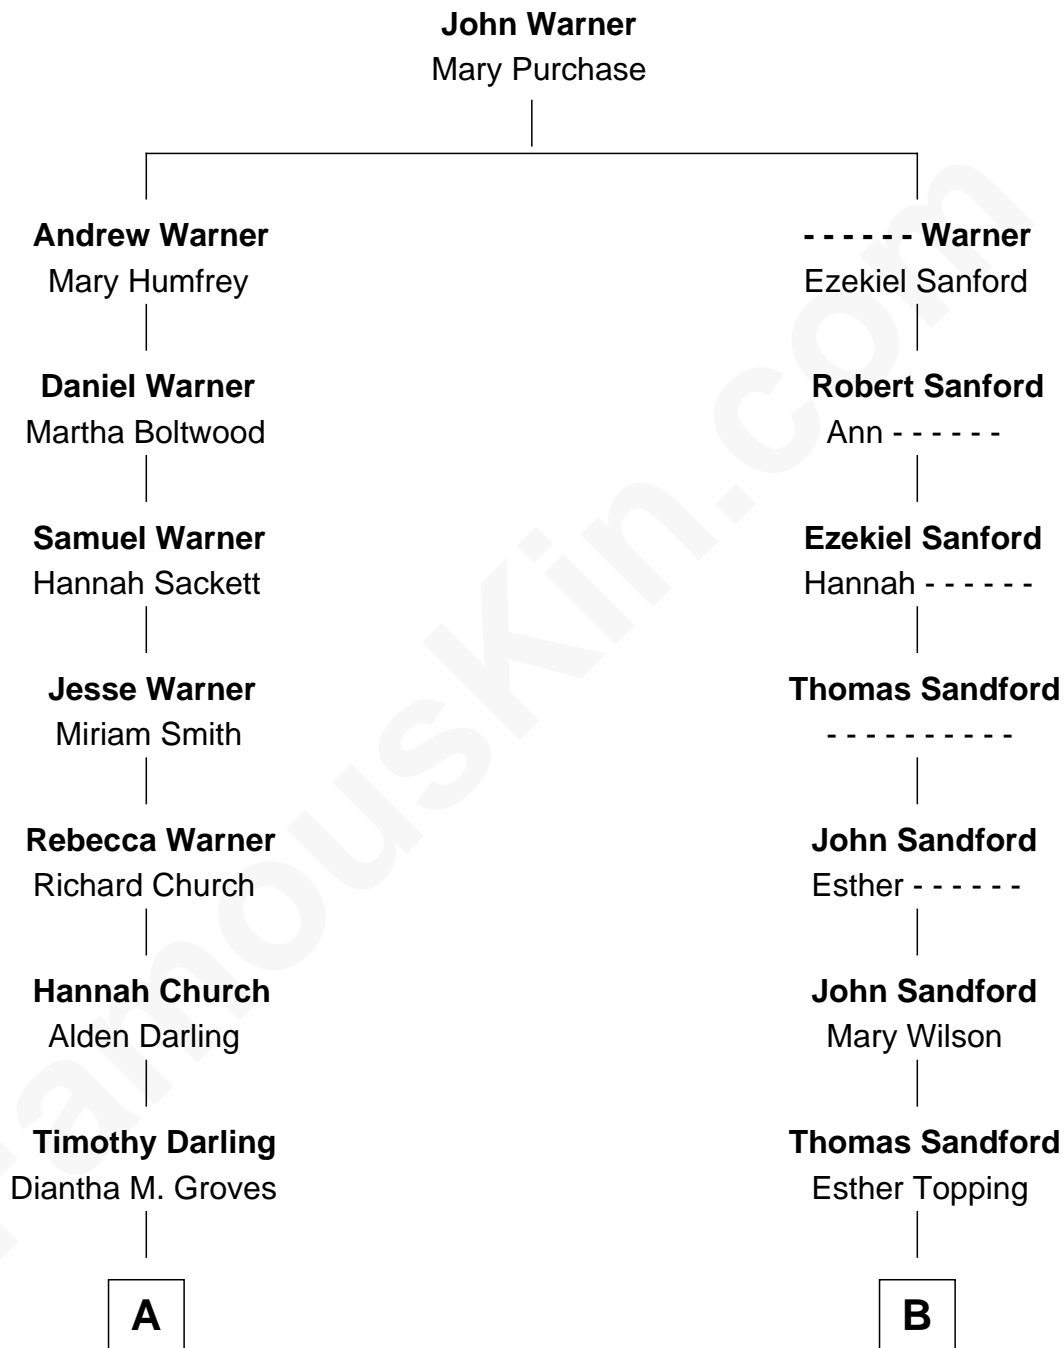 John Warner
Mary Purchase
Andrew Warner
Mary Humfrey
- - - - - - Warner
Ezekiel Sanford
Daniel Warner
Martha Boltwood
Robert Sanford
Ann - - - - - -
Samuel Warner
Hannah Sackett
Ezekiel Sanford
Hannah - - - - - -
Jesse Warner
Miriam Smith
Thomas Sandford
- - - - - - - - - -
Rebecca Warner
Richard Church
John Sandford
Esther - - - - - -
Hannah Church
Alden Darling
John Sandford
Mary Wilson
Timothy Darling
Diantha M. Groves
Thomas Sandford
Esther Topping
A
B
FamousKin.com